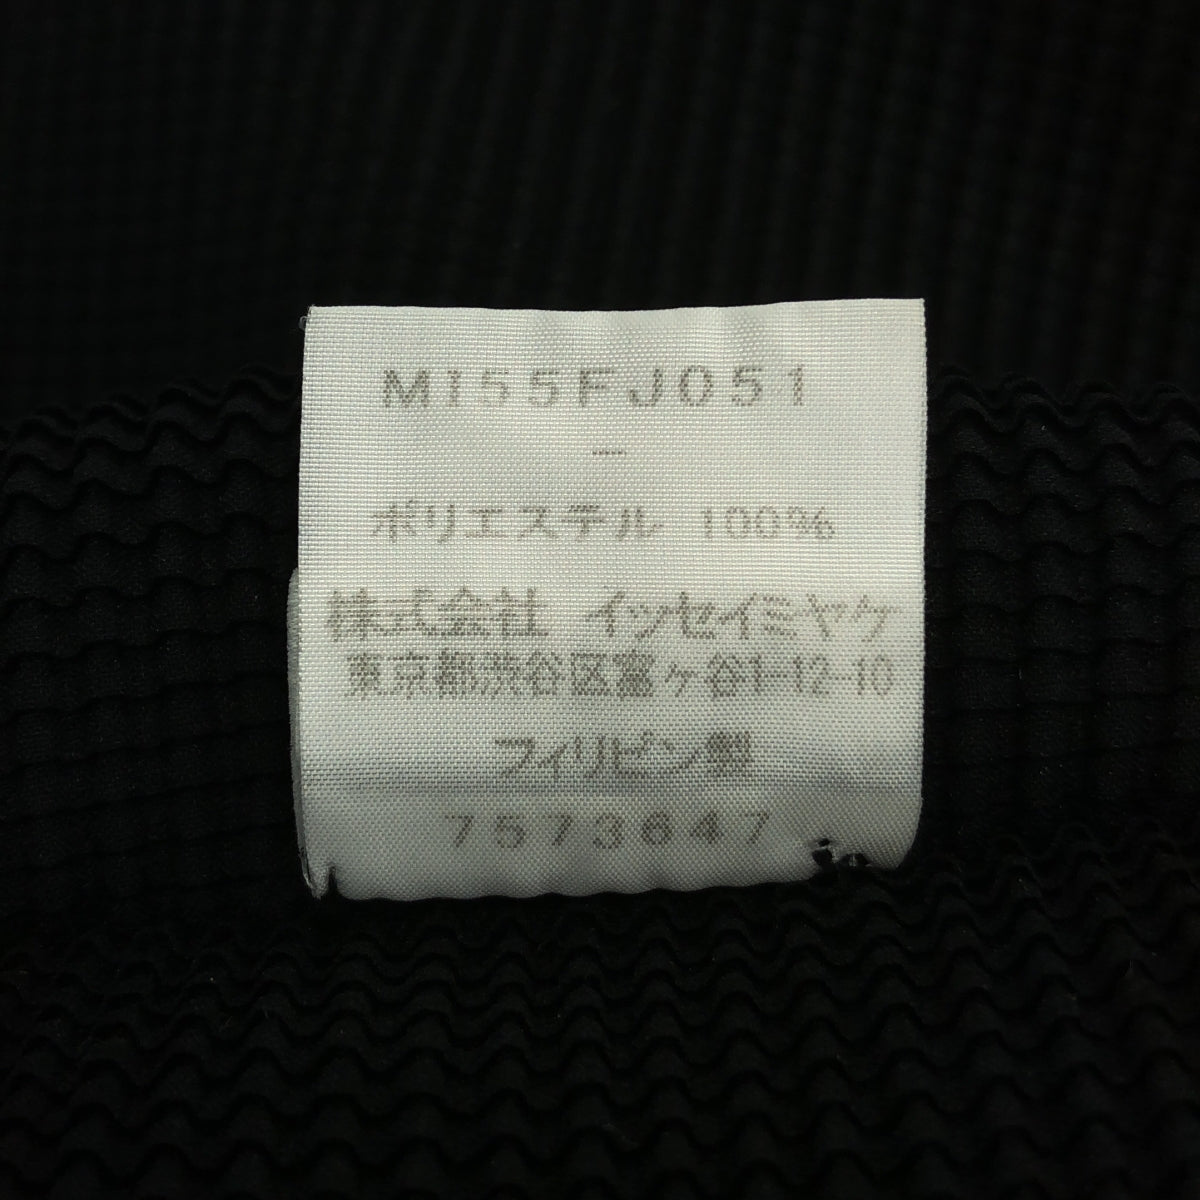 MI55FJ051
—
ポリエステル 100%
株式会社 イッセイミヤケ
東京都渋谷区富ヶ谷1-12-10
フィリピン製
7573647